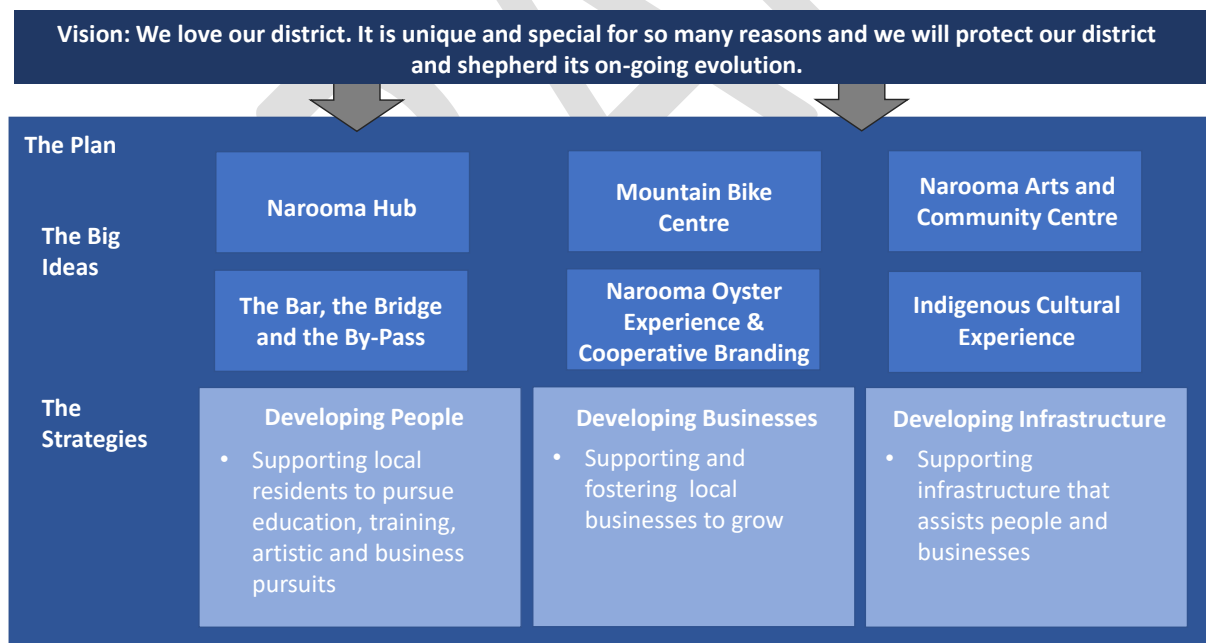 Vision: We love our district. It is unique and special for so many reasons and we will protect our district
and shepherd its on-going evolution.
The Plan
The Big
Ideas
Narooma Hub
Mountain Bike
Centre
Narooma Arts and
Community Centre
The Bar, the Bridge
and the By-Pass
Narooma Oyster
Experience &
Cooperative Branding
Indigenous Cultural
Experience
The
Strategies
Developing People
• Supporting local
residents to pursue
education, training,
artistic and business
pursuits
Developing Businesses
• Supporting and
fostering local
businesses to grow
Developing Infrastructure
• Supporting
infrastructure that
assists people and
businesses